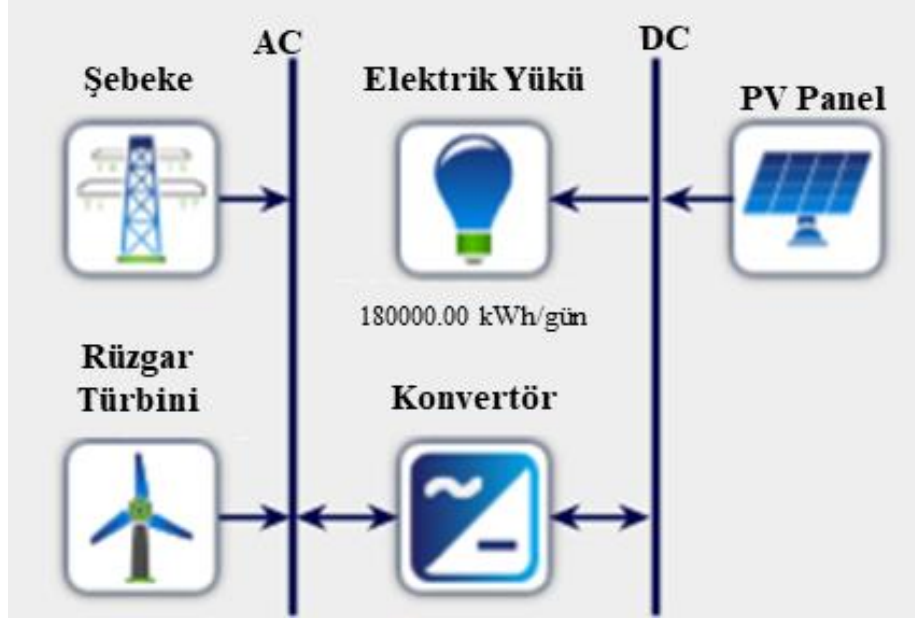 AC
DC
Şebeke
Elektrik Yükü
PV Panel
180000.00 kWh/gün
Rüzgar
Türbini
Konvertör